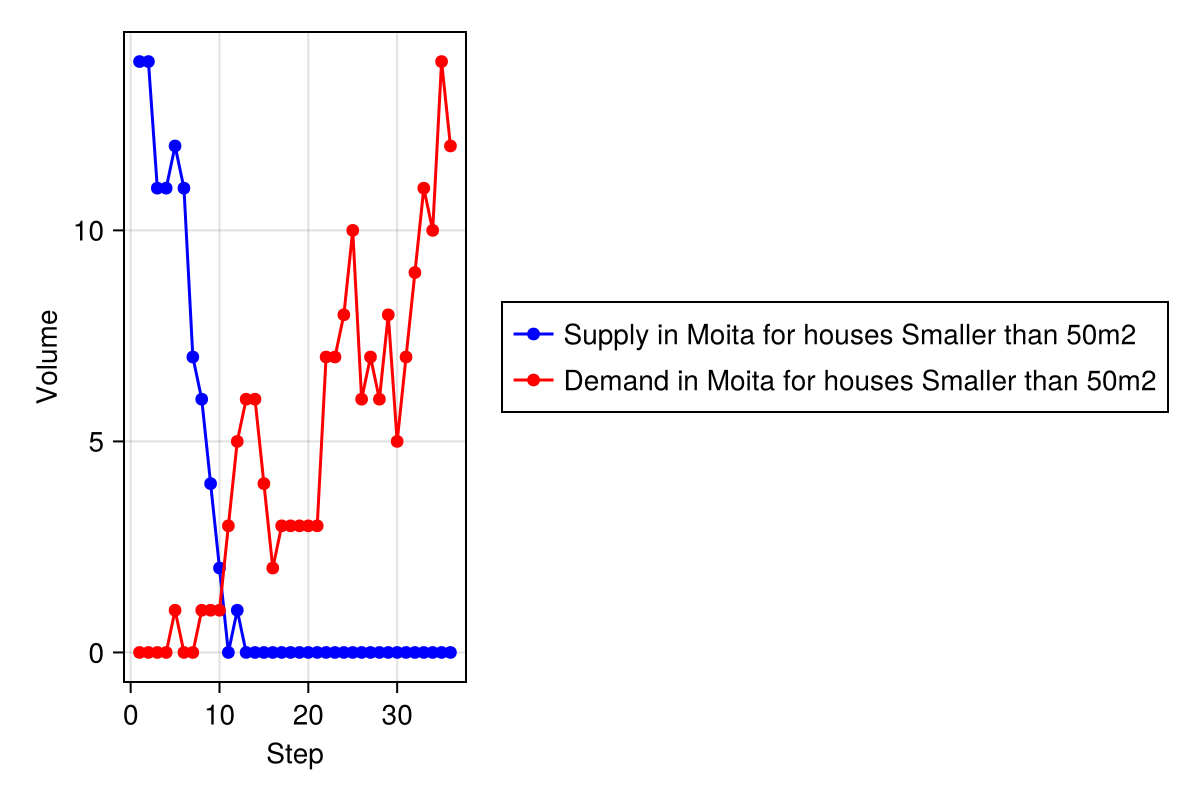 Volume
10
5
0
0 10 20 30
Step
Supply in Moita for houses Smaller than 50m2
Demand in Moita for houses Smaller than 50m2